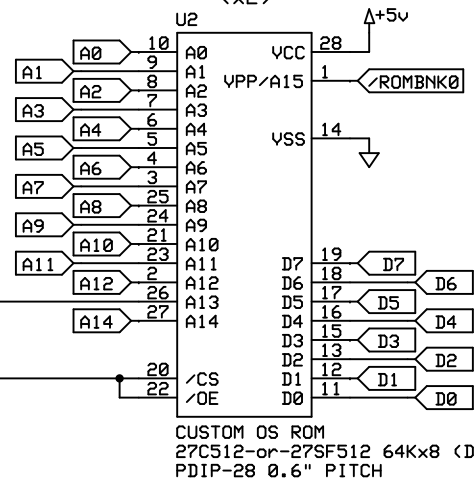 (x2)
U2
+5v
A0 10 A0 VCC 28
A1 9 A1
A2 8 A2 VPP/A15 1 /ROMBNK0
A3 7 A3
A4 6 A4 VSS 14
A5 5 A5
A6 4 A6
A7 3 A7
A8 25 A8
A9 24 A9
A10 21 A10
A11 23 A11 D7 19 D7
A12 2 A12 D6 18 D6
26 A13 D5 17 D5
A14 27 A14 D4 16 D4
D3 15 D3
D2 13 D2
20 /CS D1 12 D1
22 /OE D0 11 D0
CUSTOM OS ROM
27C512-or-27SF512 64Kx8 (D
PDIP-28 0.6" PITCH